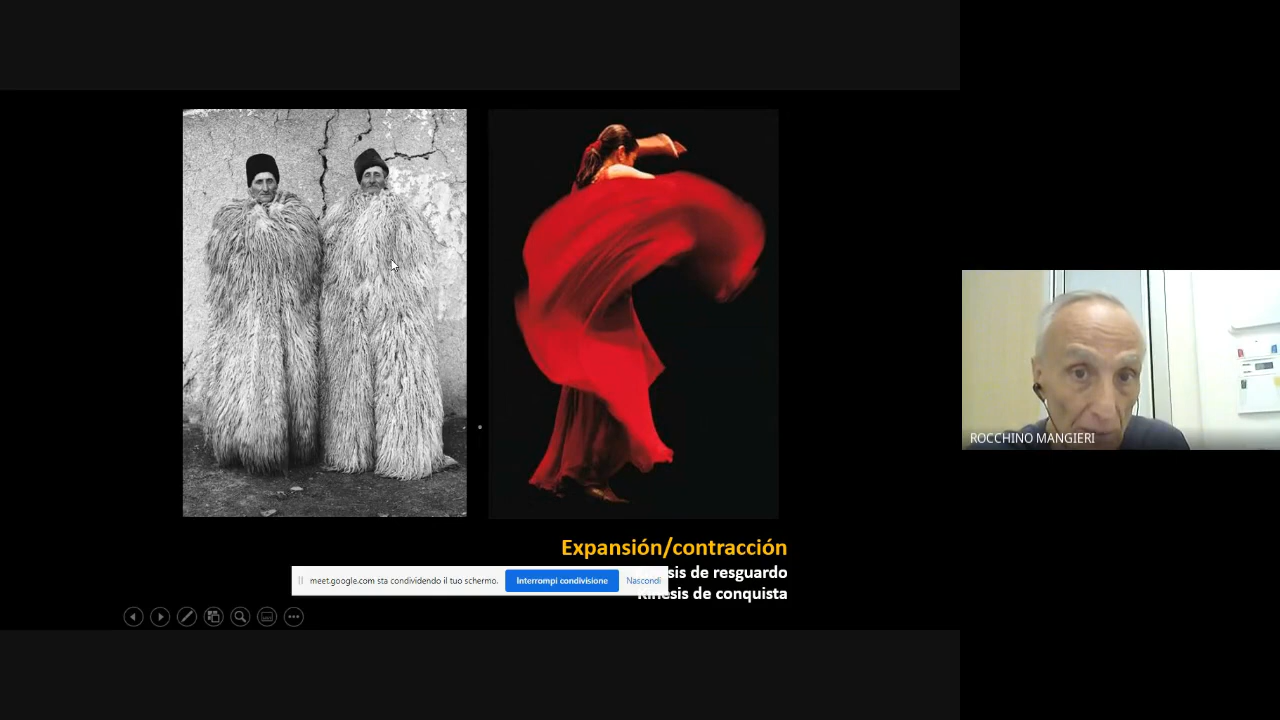 Expansión/contracción
sis de resguardo
Kinesis de conquista
meet.google.com sta condividendo il tuo schermo.
Interrompi condivisione
Nascondi
ROCCHINO MANGIERI